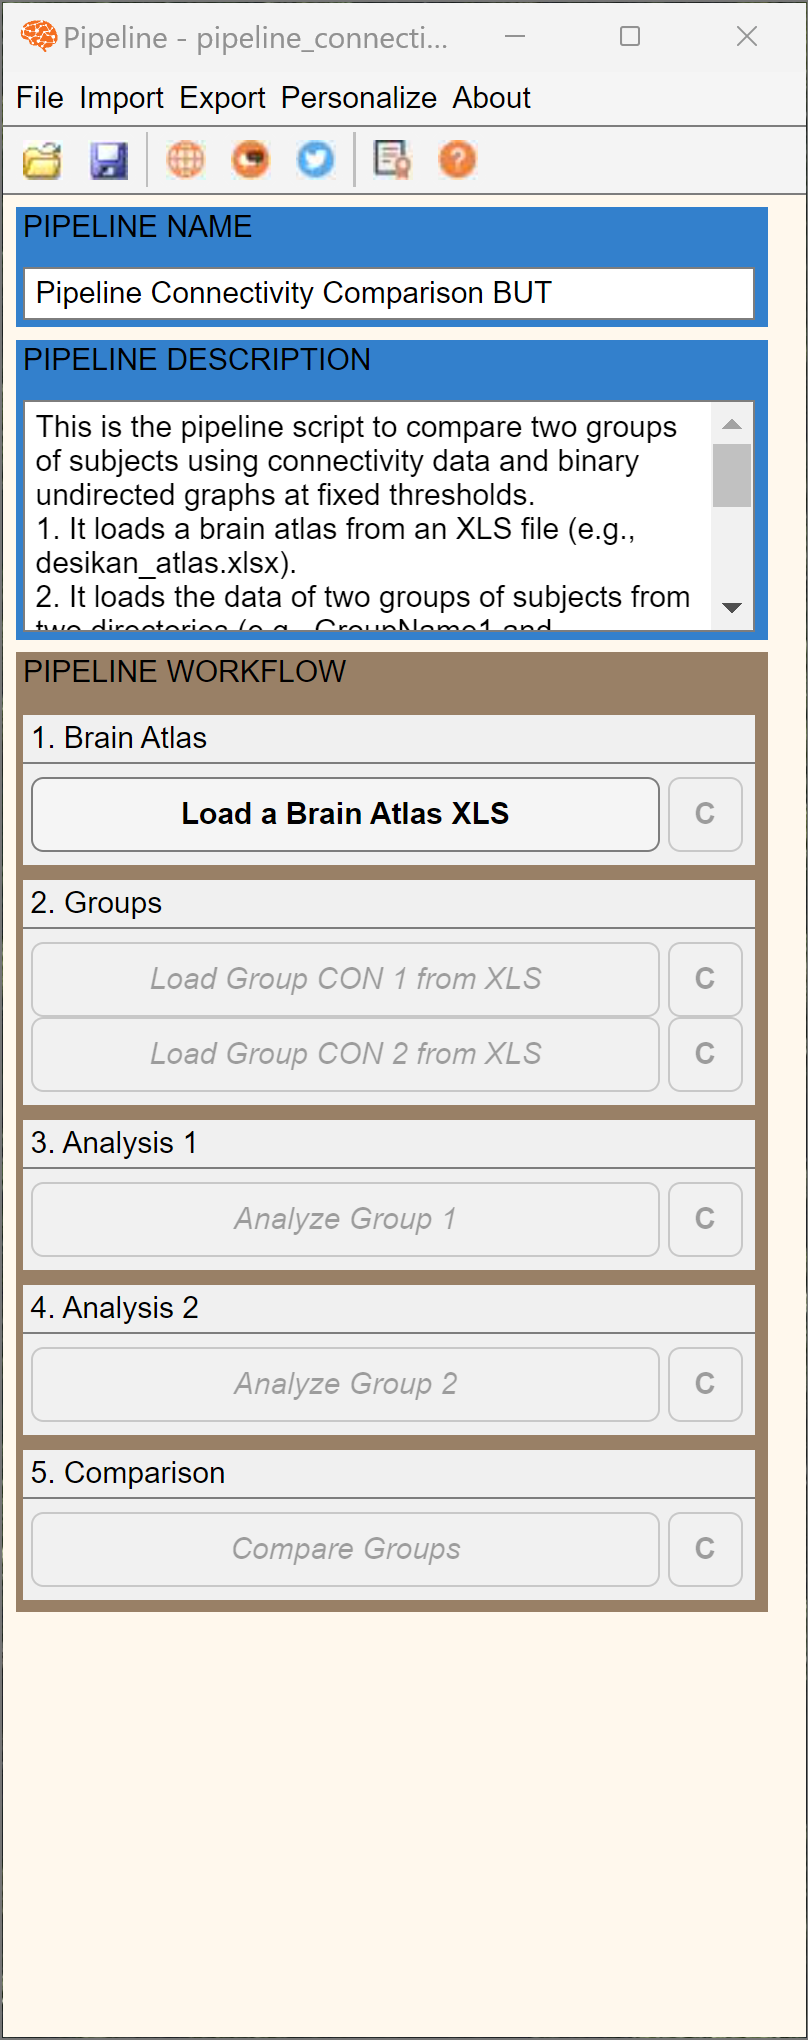 Pipeline - pipeline_connecti...
File Import Export Personalize About
PIPELINE NAME
Pipeline Connectivity Comparison BUT
PIPELINE DESCRIPTION
This is the pipeline script to compare two groups
of subjects using connectivity data and binary
undirected graphs at fixed thresholds.
1. It loads a brain atlas from an XLS file (e.g.,
desikan_atlas.xlsx).
2. It loads the data of two groups of subjects from
two directories (e.g., GroupName1 and
PIPELINE WORKFLOW
1. Brain Atlas
Load a Brain Atlas XLS C
2. Groups
Load Group CON 1 from XLS C
Load Group CON 2 from XLS C
3. Analysis 1
Analyze Group 1 C
4. Analysis 2
Analyze Group 2 C
5. Comparison
Compare Groups C